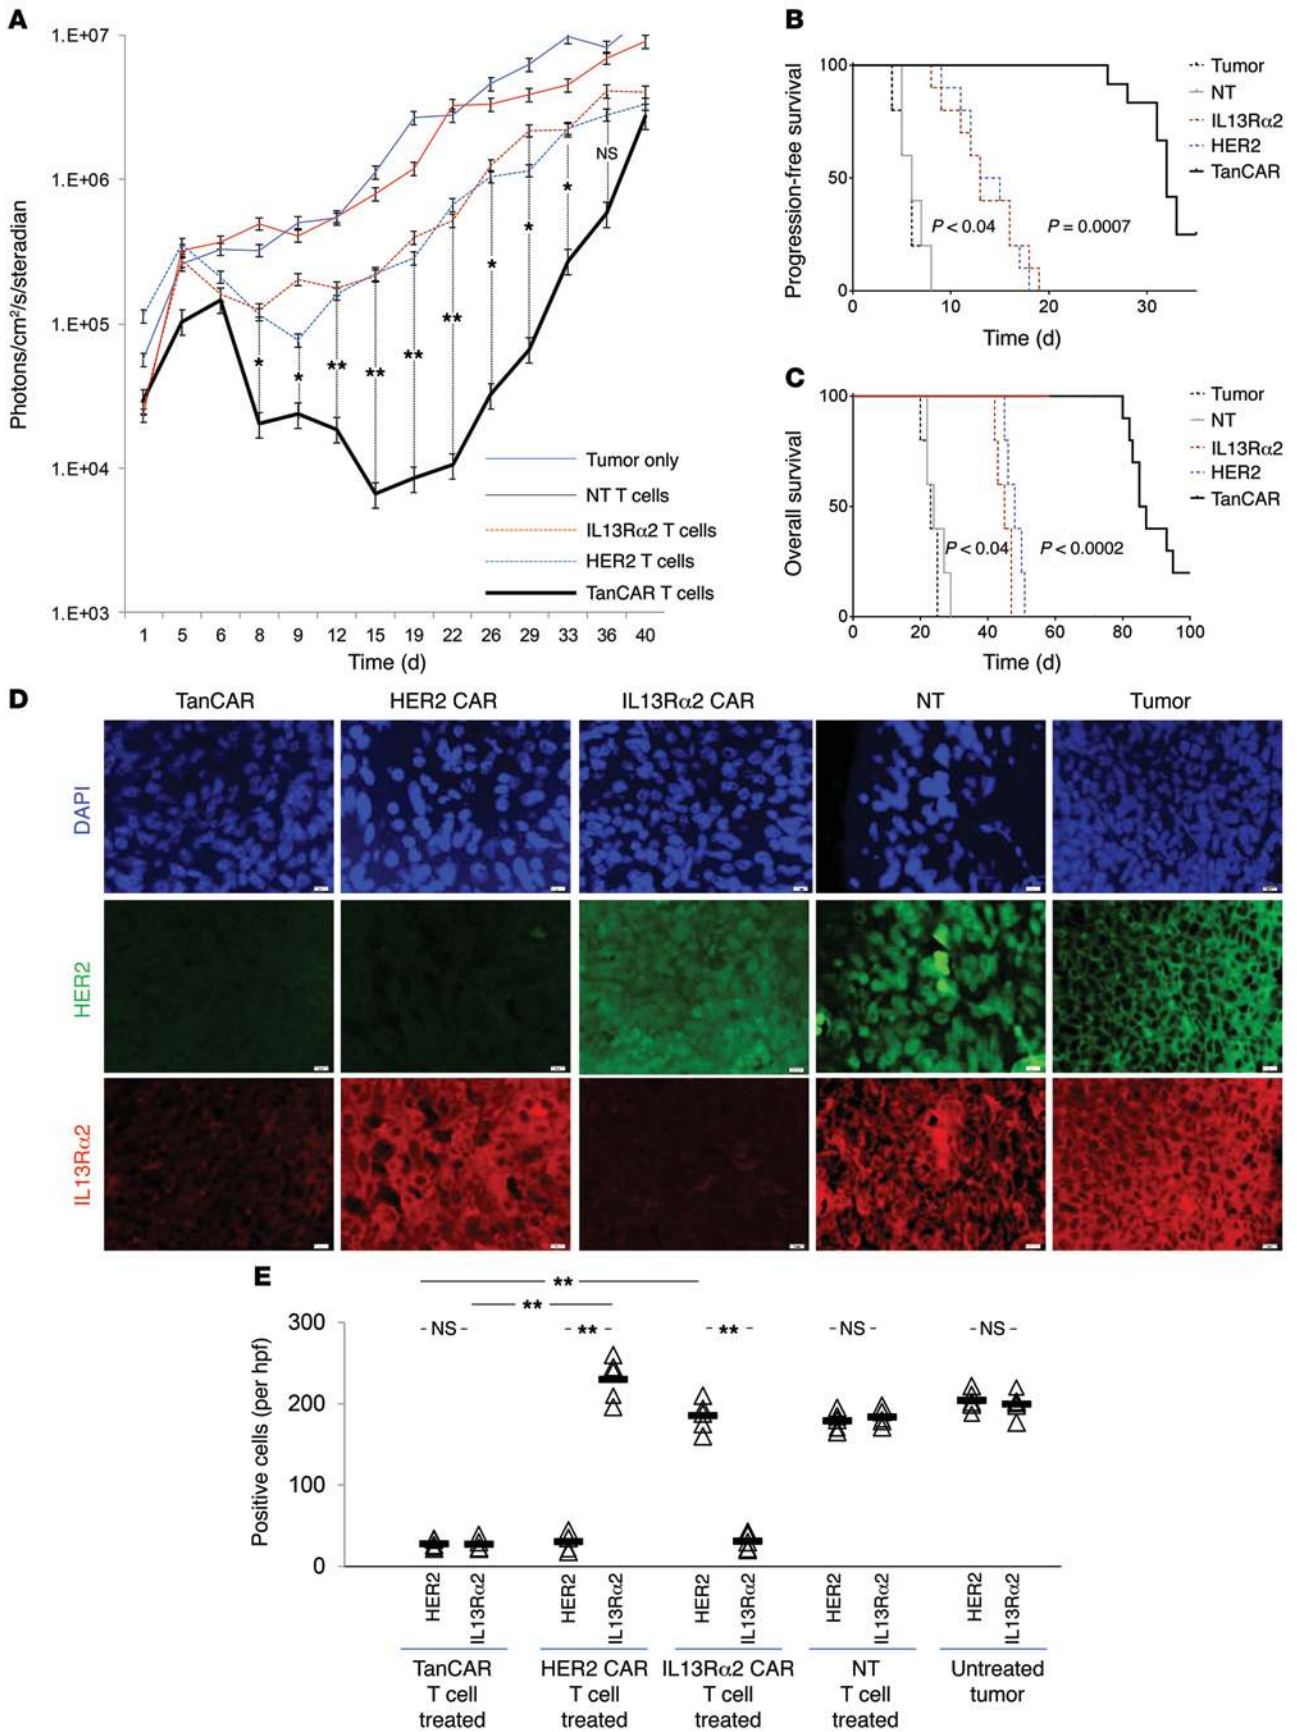 A
1.E+07
1.E+06
1.E+05
1.E+04
1.E+03
Photons/cm²/s/steradian
* * ** ** ** ** * * * NS
Tumor only
NT T cells
IL13Rα2 T cells
HER2 T cells
TanCAR T cells
1 5 6 8 9 12 15 19 22 26 29 33 36 40
Time (d)
B
Progression-free survival
100
50
0
0 10 20 30
Time (d)
P < 0.04 P = 0.0007
Tumor
NT
IL13Rα2
HER2
TanCAR
C
Overall survival
100
50
0
0 20 40 60 80 100
Time (d)
P < 0.04 P < 0.0002
Tumor
NT
IL13Rα2
HER2
TanCAR
D
TanCAR HER2 CAR IL13Rα2 CAR NT Tumor
DAPI
HER2
IL13Rα2
E
**
**
NS ** ** NS NS
Positive cells (per hpf)
300
200
100
0
HER2 IL13Rα2 HER2 IL13Rα2 HER2 IL13Rα2 HER2 IL13Rα2 HER2 IL13Rα2
TanCAR HER2 CAR IL13Rα2 CAR NT Untreated
T cell T cell T cell T cell tumor
treated treated treated treated